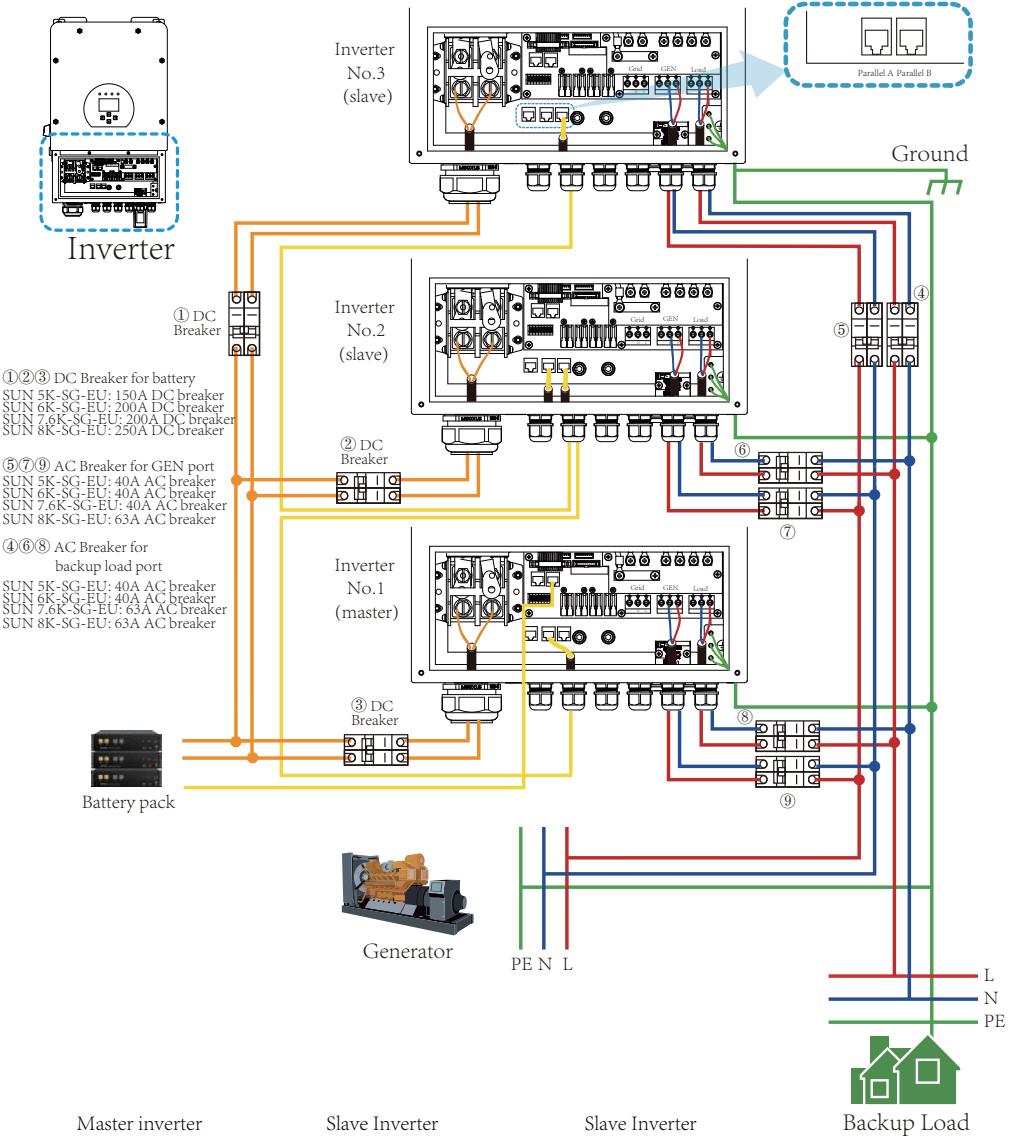 Inverter
No.3
(slave)
Grid GEN Load
Parallel A Parallel B
Ground
Inverter
① DC
Breaker
④
⑤
Inverter
No.2
(slave)
Grid GEN Load
①②③ DC Breaker for battery
SUN 5K-SG-EU: 150A DC breaker
SUN 6K-SG-EU: 200A DC breaker
SUN 7.6K-SG-EU: 200A DC breaker
SUN 8K-SG-EU: 250A DC breaker
② DC
Breaker
⑥
⑦
⑤⑦⑨ AC Breaker for GEN port
SUN 5K-SG-EU: 40A AC breaker
SUN 6K-SG-EU: 40A AC breaker
SUN 7.6K-SG-EU: 40A AC breaker
SUN 8K-SG-EU: 63A AC breaker
④⑥⑧ AC Breaker for
backup load port
SUN 5K-SG-EU: 40A AC breaker
SUN 6K-SG-EU: 40A AC breaker
SUN 7.6K-SG-EU: 63A AC breaker
SUN 8K-SG-EU: 63A AC breaker
Inverter
No.1
(master)
Grid GEN Load
③ DC
Breaker
⑧
⑨
Battery pack
Generator
PE N L
L
N
PE
Backup Load
Master inverter
Slave Inverter
Slave Inverter